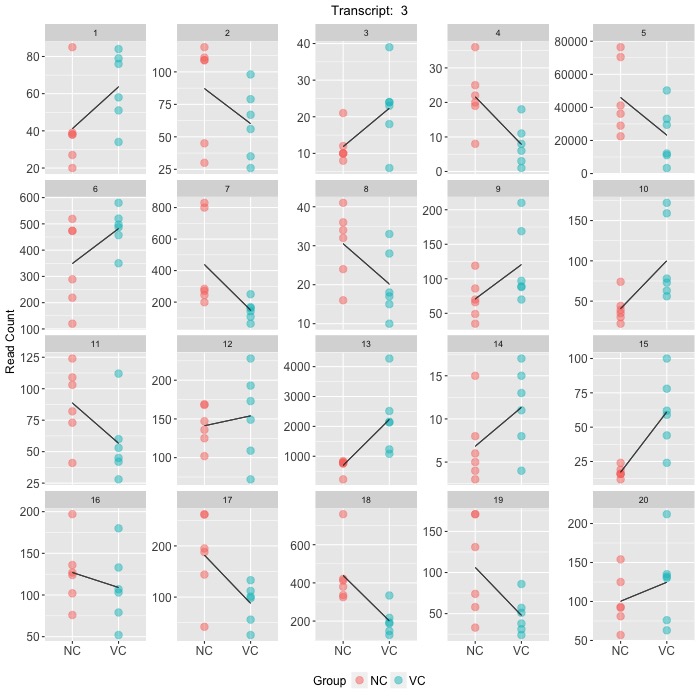 Transcript: 3
1 2 3 4 5
80 60 40 20
100 75 50 25
40 30 20 10
30 20 10 0
80000 60000 40000 20000 0
6 7 8 9 10
600 500 400 300 200 100
800 600 400 200
40 30 20 10
200 150 100 50
150 100 50
Read Count
11 12 13 14 15
125 100 75 50 25
200 150 100
4000 3000 2000 1000
15 10 5
100 75 50 25
16 17 18 19 20
200 150 100 50
200 100
600 400 200
150 100 50
200 150 100 50
NC VC NC VC NC VC NC VC NC VC
Group NC VC